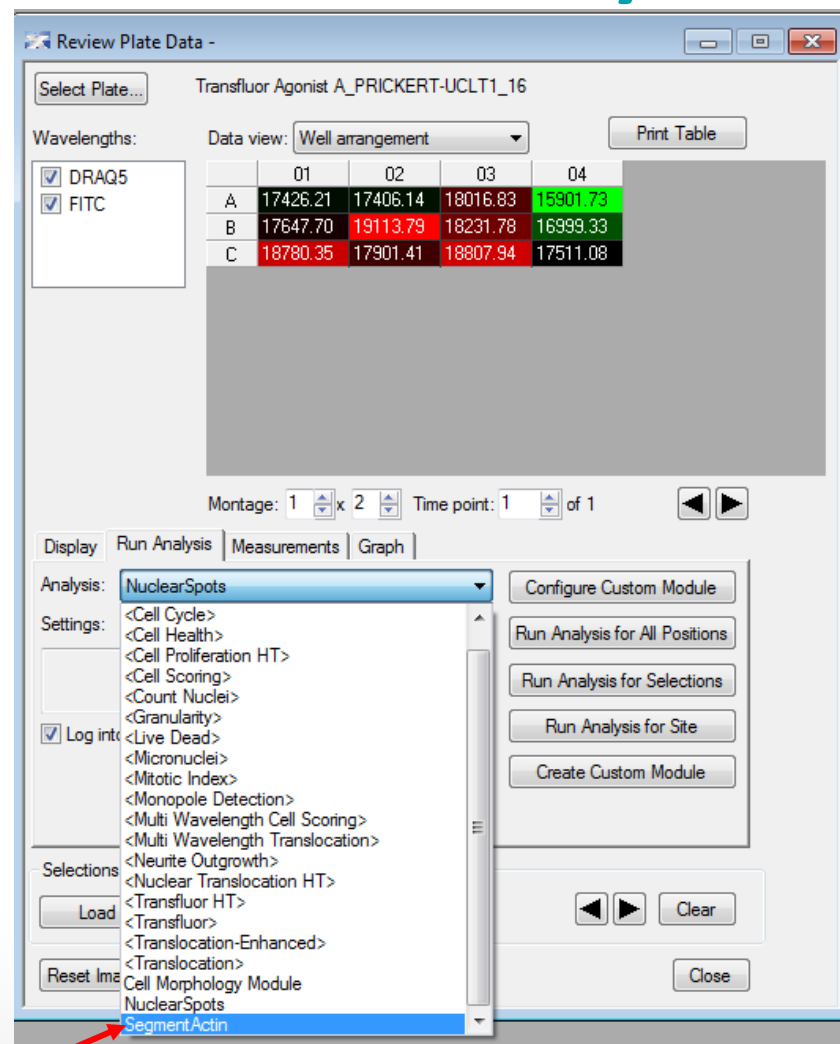 Review Plate Data -
Select Plate... Transfluor Agonist A_PRICKERT-UCLT1_16
Wavelengths: Data view: Well arrangement Print Table
DRAQ5
FITC
01 02 03 04
A 17426.21 17406.14 18016.83 15901.73
B 17647.70 19113.79 18231.78 16999.33
C 18780.35 17901.41 18807.94 17511.08
Montage: 1 x 2 Time point: 1 of 1
Display Run Analysis Measurements Graph
Analysis: NuclearSpots Configure Custom Module
Settings:
<Cell Cycle>
<Cell Health>
<Cell Proliferation HT>
<Cell Scoring>
<Count Nuclei>
<Granularity>
<Live Dead>
<Micronuclei>
<Mitotic Index>
<Monopole Detection>
<Multi Wavelength Cell Scoring>
<Multi Wavelength Translocation>
<Neurite Outgrowth>
<Nuclear Translocation HT>
<Transfluor HT>
<Transfluor>
<Translocation-Enhanced>
<Translocation>
Cell Morphology Module
NuclearSpots
SegmentActin
Run Analysis for All Positions
Run Analysis for Selections
Log Run Analysis for Site
Create Custom Module
Selections
Load Clear
Reset Close